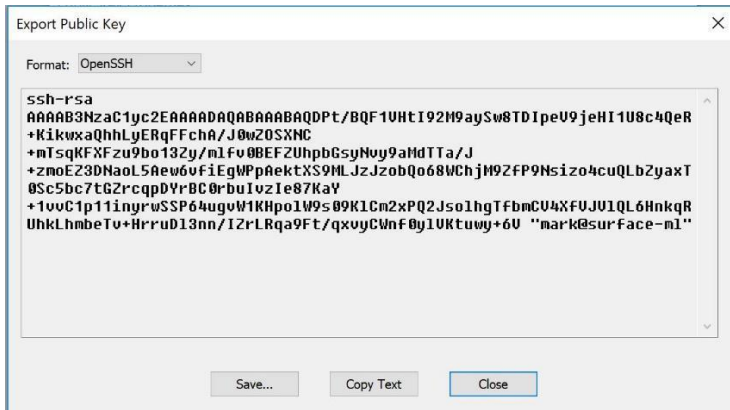 Export Public Key
Format: OpenSSH
ssh-rsa
AAAAB3NzaC1yc2EAAAADAQABAAABAQDPt/BQF1VHtI92M9aySw8TDIpeV9jeHI1U8c4QeR
+KikwxaQhhLyERqFFchA/J0wZOSXNC
+mTsqKFXFzu9bo13Zy/mlfv0BEFZUhpbGsyNvy9aMdTTa/J
+zmoEZ3DNaoL5Aew6vfiEgWPpAektXS9MLJzJzobQo68WChjM9ZfP9Nsizo4cuQLbZyaxT
0Sc5bc7tGZrcqpDYrBC0rbuIvzIe87KaY
+1vvC1p11inyrwSSP64ugvW1KHpolW9s09KlCm2xPQ2JsolhgTfbmCV4XfVJVlQL6HnkqR
UhkLhmbeTv+HrruDl3nn/IZrLRqa9Ft/qxvyCWnf0ylVKtuwy+6V "mark@surface-ml"
Save... Copy Text Close